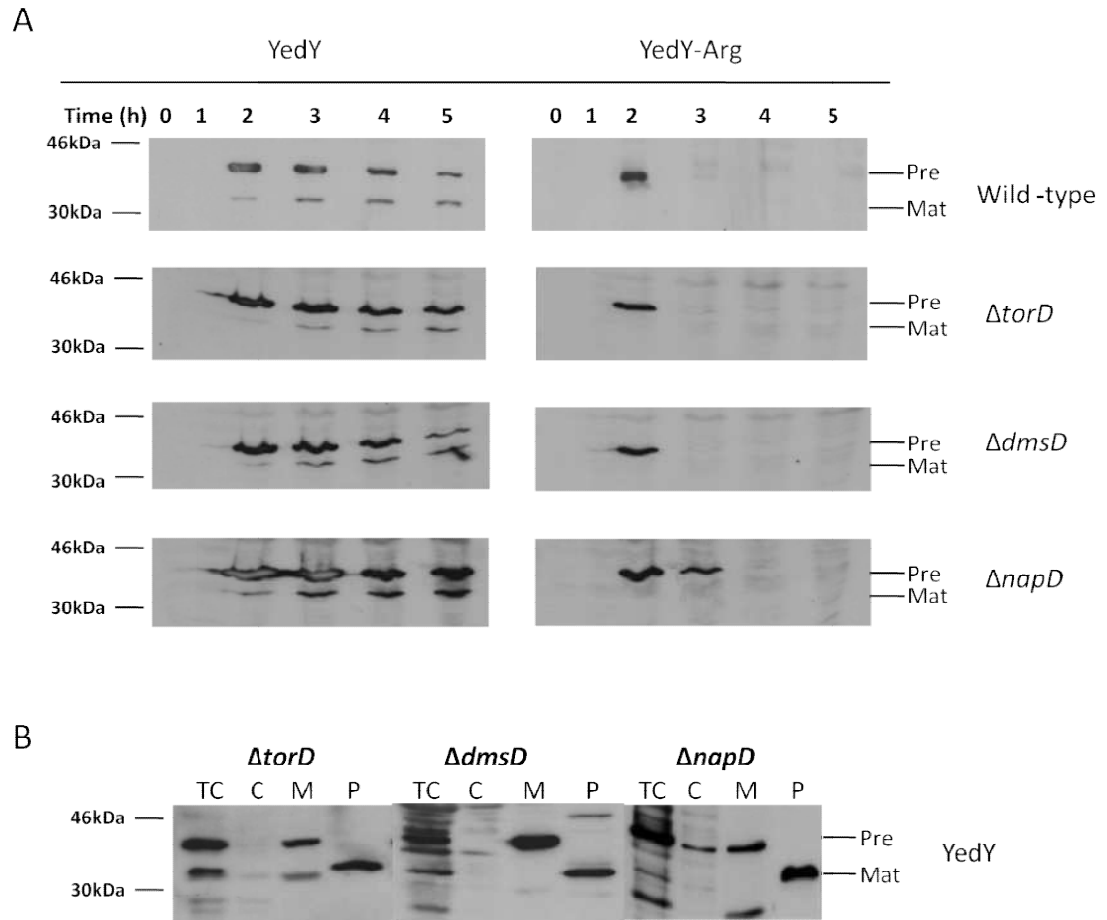 A
YedY YedY-Arg
Time (h) 0 1 2 3 4 5 0 1 2 3 4 5
46kDa
Pre
Wild -type
Mat
30kDa
46kDa
Pre
ΔtorD
Mat
30kDa
46kDa
Pre
ΔdmsD
Mat
30kDa
46kDa
Pre
ΔnapD
Mat
30kDa
B
ΔtorD ΔdmsD ΔnapD
TC C M P TC C M P TC C M P
46kDa
Pre
YedY
Mat
30kDa